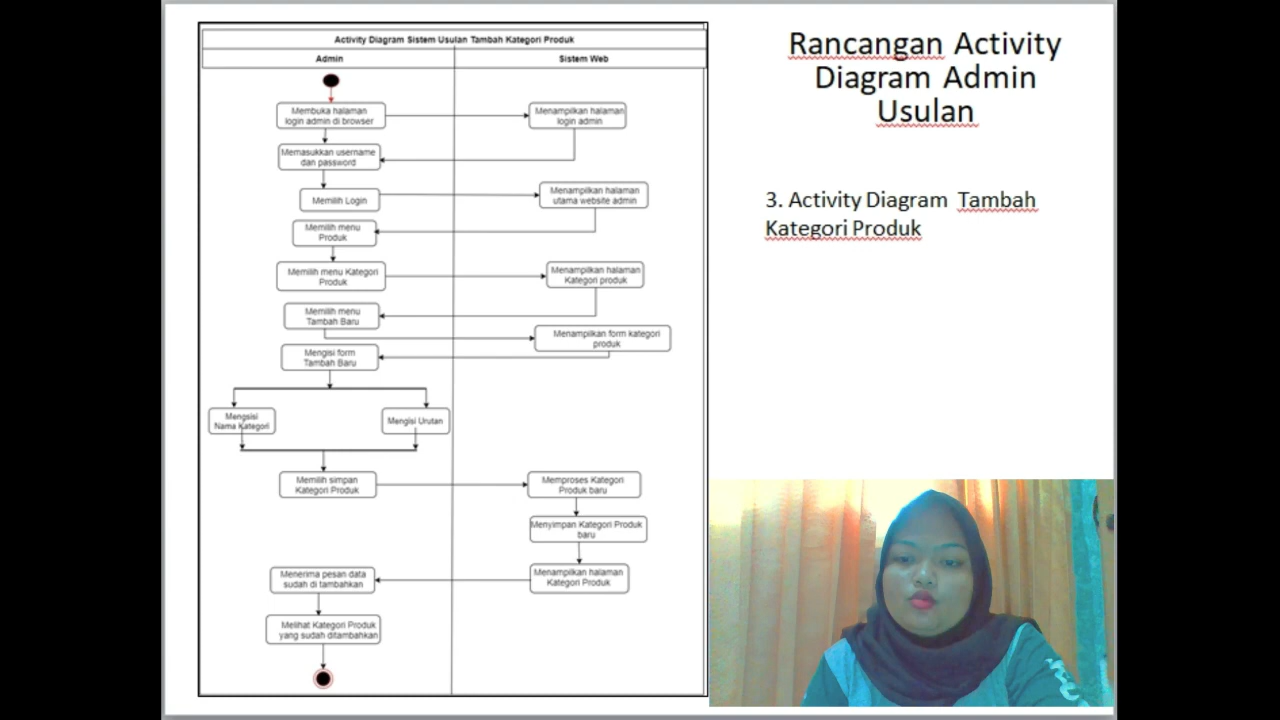 Activity Diagram Sistem Usulan Tambah Kategori Produk
Admin
Sistem Web
Membuka halaman
login admin di browser
Menampilkan halaman
login admin
Memasukkan username
dan password
Memilih Login
Menampilkan halaman
utama website admin
Memilih menu
Produk
Memilih menu Kategori
Produk
Menampilkan halaman
Kategori produk
Memilih menu
Tambah Baru
Menampilkan form kategori
produk
Mengisi form
Tambah Baru
Mengsisi
Nama Kategori
Mengisi Urutan
Memilih simpan
Kategori Produk
Memproses Kategori
Produk baru
Menyimpan Kategori Produk
baru
Menampilkan halaman
Kategori Produk
Menerima pesan data
sudah di tambahkan
Melihat Kategori Produk
yang sudah ditambahkan
Rancangan Activity
Diagram Admin
Usulan
3. Activity Diagram Tambah
Kategori Produk